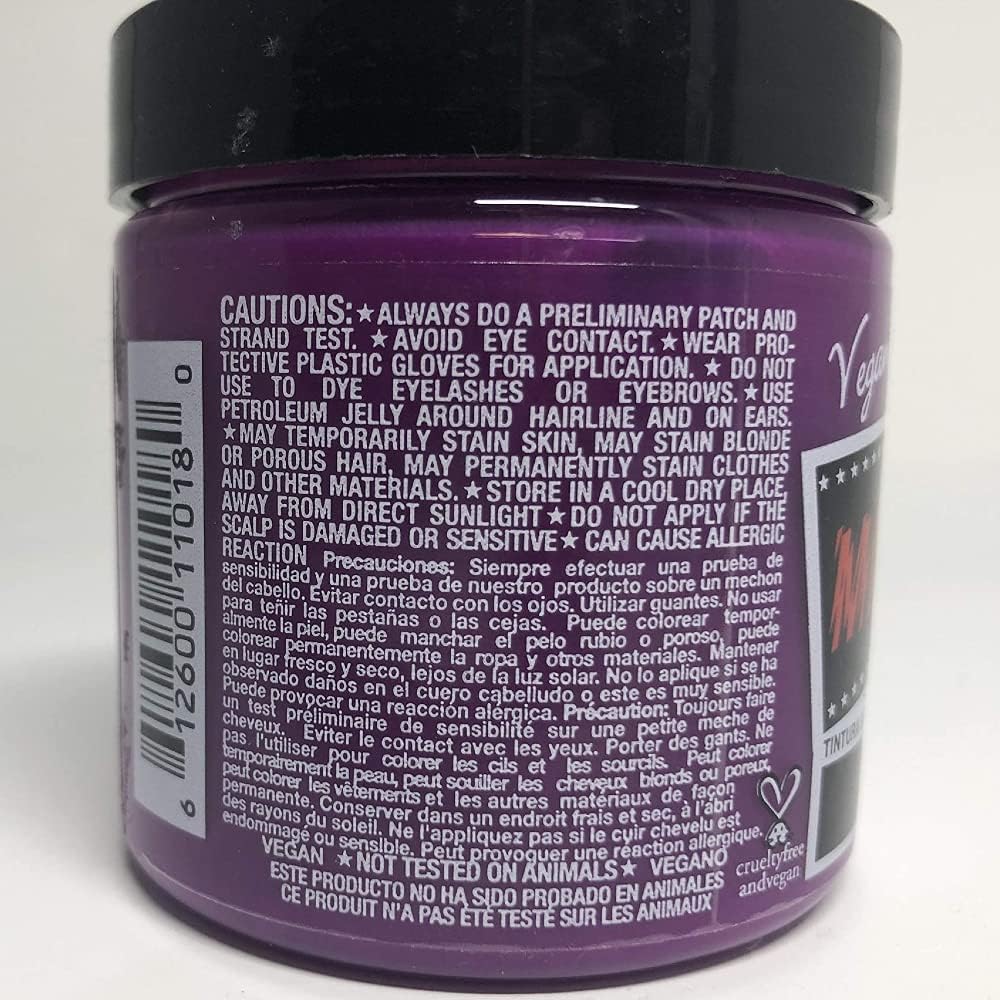 CAUTIONS: ★ALWAYS DO A PRELIMINARY PATCH AND
STRAND TEST. ★AVOID EYE CONTACT.★WEAR PRO-
TECTIVE PLASTIC GLOVES FOR APPLICATION. ★ DO NOT
USE TO DYE EYELASHES OR EYEBROWS.★USE
PETROLEUM JELLY AROUND HAIRLINE AND ON EARS.
★MAY TEMPORARILY STAIN SKIN, MAY STAIN BLONDE
OR POROUS HAIR, MAY PERMANENTLY STAIN CLOTHES
AND OTHER MATERIALS.★STORE IN A COOL DRY PLACE,
AWAY FROM DIRECT SUNLIGHT★DO NOT APPLY IF THE
SCALP IS DAMAGED OR SENSITIVE★ CAN CAUSE ALLERGIC
REACTION Precauciones: Siempre efectuar una prueba de
sensibilidad y una prueba de nuestro producto sobre un mechon
del cabello. Evitar contacto con los ojos. Utilizar guantes. No usar
para teñir las pestañas o las cejas. Puede colorear tempor-
almente la piel, puede manchar el pelo rubio o poroso, puede
colorear permanentemente la ropa y otros materiales. Mantener
en lugar fresco y seco, lejos de la luz solar. No lo aplique si se ha
observado daños en el cuero cabelludo o este es muy sensible.
Puede provocar una reacción alérgica. Précaution: Toujours faire
un test préliminaire de sensibilité sur une petite meche de
cheveux. Eviter le contact avec les yeux. Porter des gants. Ne
pas l'utiliser pour colorer les cils et les sourcils. Peut colorer
temporairement la peau, peut souiller les cheveux blonds ou poreux,
peut colorer les vêtements et les autres matériaux de façon
permanente. Conserver dans un endroit frais et sec, à l'abri
des rayons du soleil. Ne l'appliquez pas si le cuir chevelu est
endommagé ou sensible. Peut provoquer une réaction allergique.
VEGAN ★NOT TESTED ON ANIMALS★ VEGANO
ESTE PRODUCTO NO HA SIDO PROBADO EN ANIMALES
CE PRODUIT N'A PAS ÉTÉ TESTÉ SUR LES ANIMAUX
6 12600 11018 0
Vegan
M
TINTURA
crueltyfree
andvegan